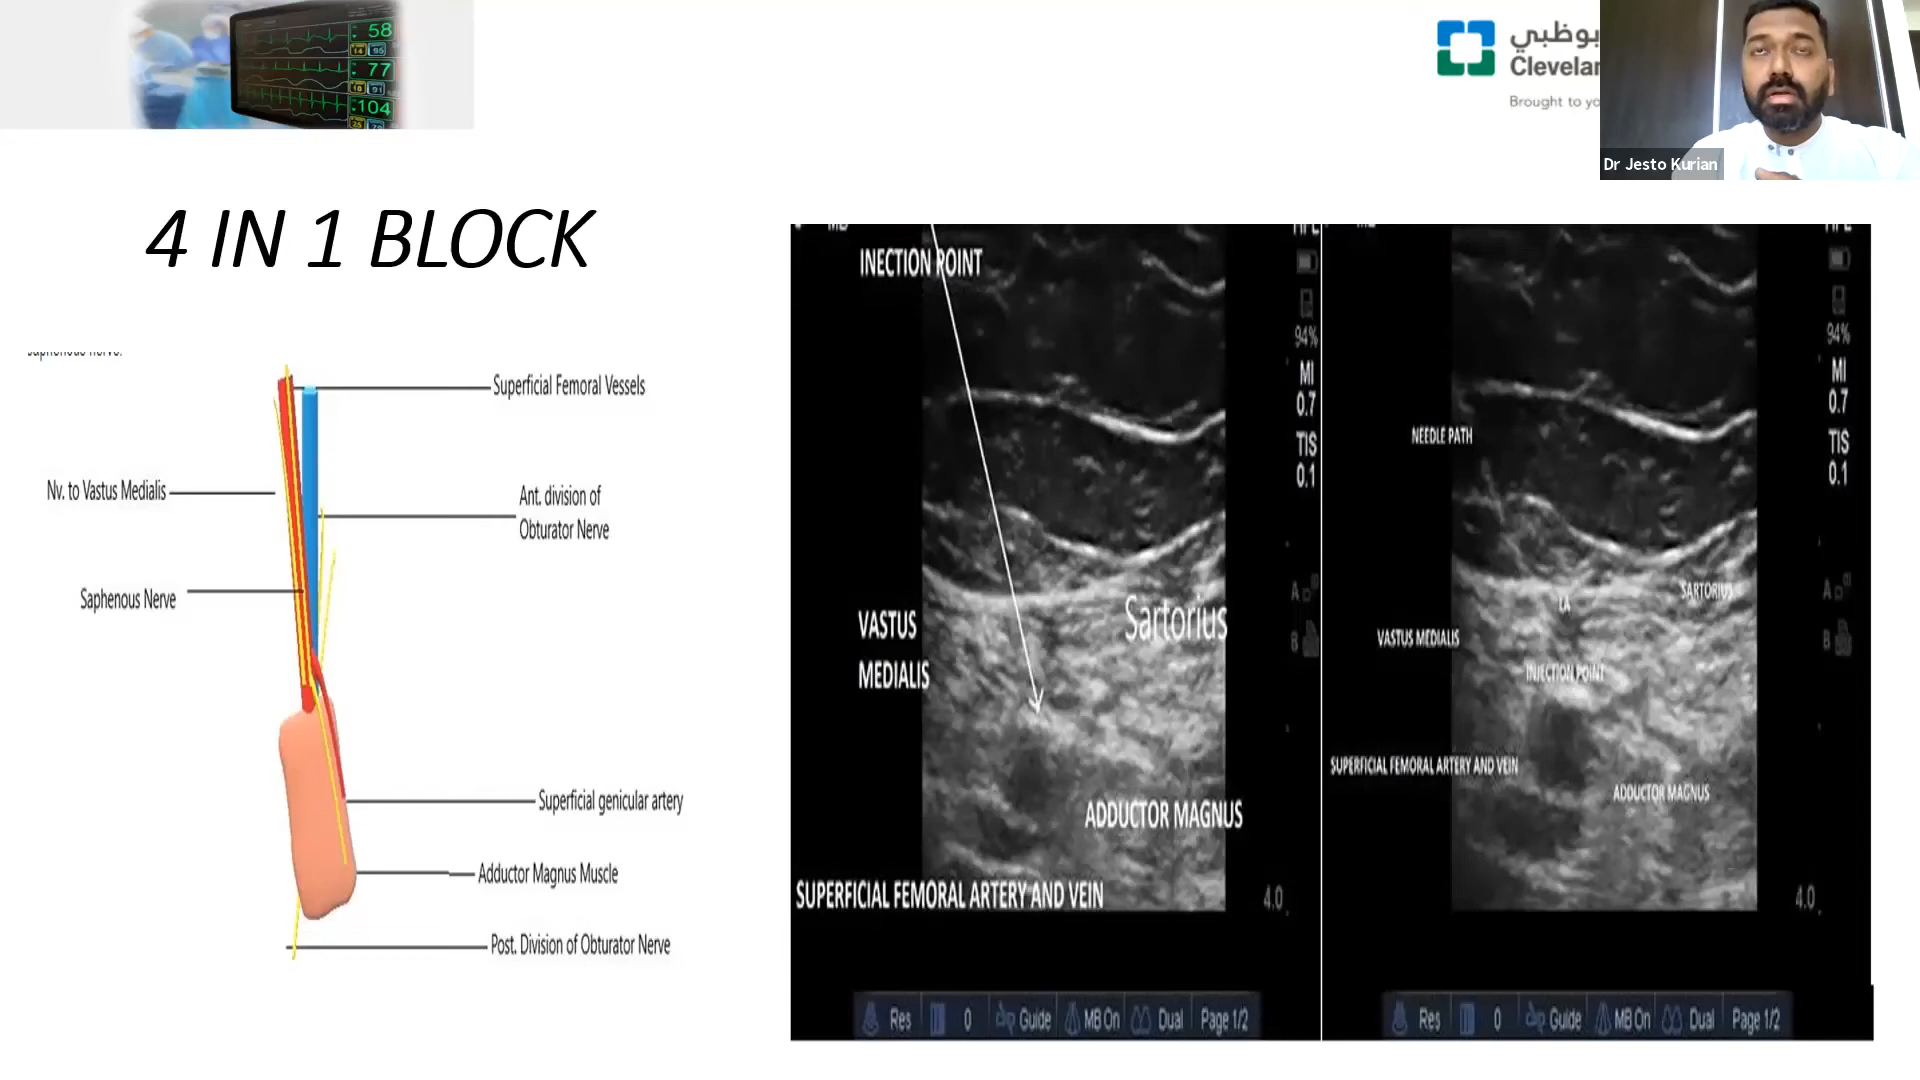 58
14 95
77
18 91
104
بوظبي
Clevelan
Brought to yo
Dr Jesto Kurian
4 IN 1 BLOCK
Superficial Femoral Vessels
Nv. to Vastus Medialis
Ant. division of
Obturator Nerve
Saphenous Nerve
Superficial genicular artery
Adductor Magnus Muscle
Post. Division of Obturator Nerve
INECTION POINT
94%
MI
0.7
TIS
0.1
A
B
VASTUS
MEDIALIS
Sartorius
ADDUCTOR MAGNUS
SUPERFICIAL FEMORAL ARTERY AND VEIN
4.0
Res 0 Guide MB On Dual Page 1/2
94%
MI
0.7
TIS
0.1
A
B
NEEDLE PATH
SARTORIUS
LA
VASTUS MEDIALIS
INJECTION POINT
SUPERFICIAL FEMORAL ARTERY AND VEIN
ADDUCTOR MAGNUS
4.0
Res 0 Guide MB On Dual Page 1/2